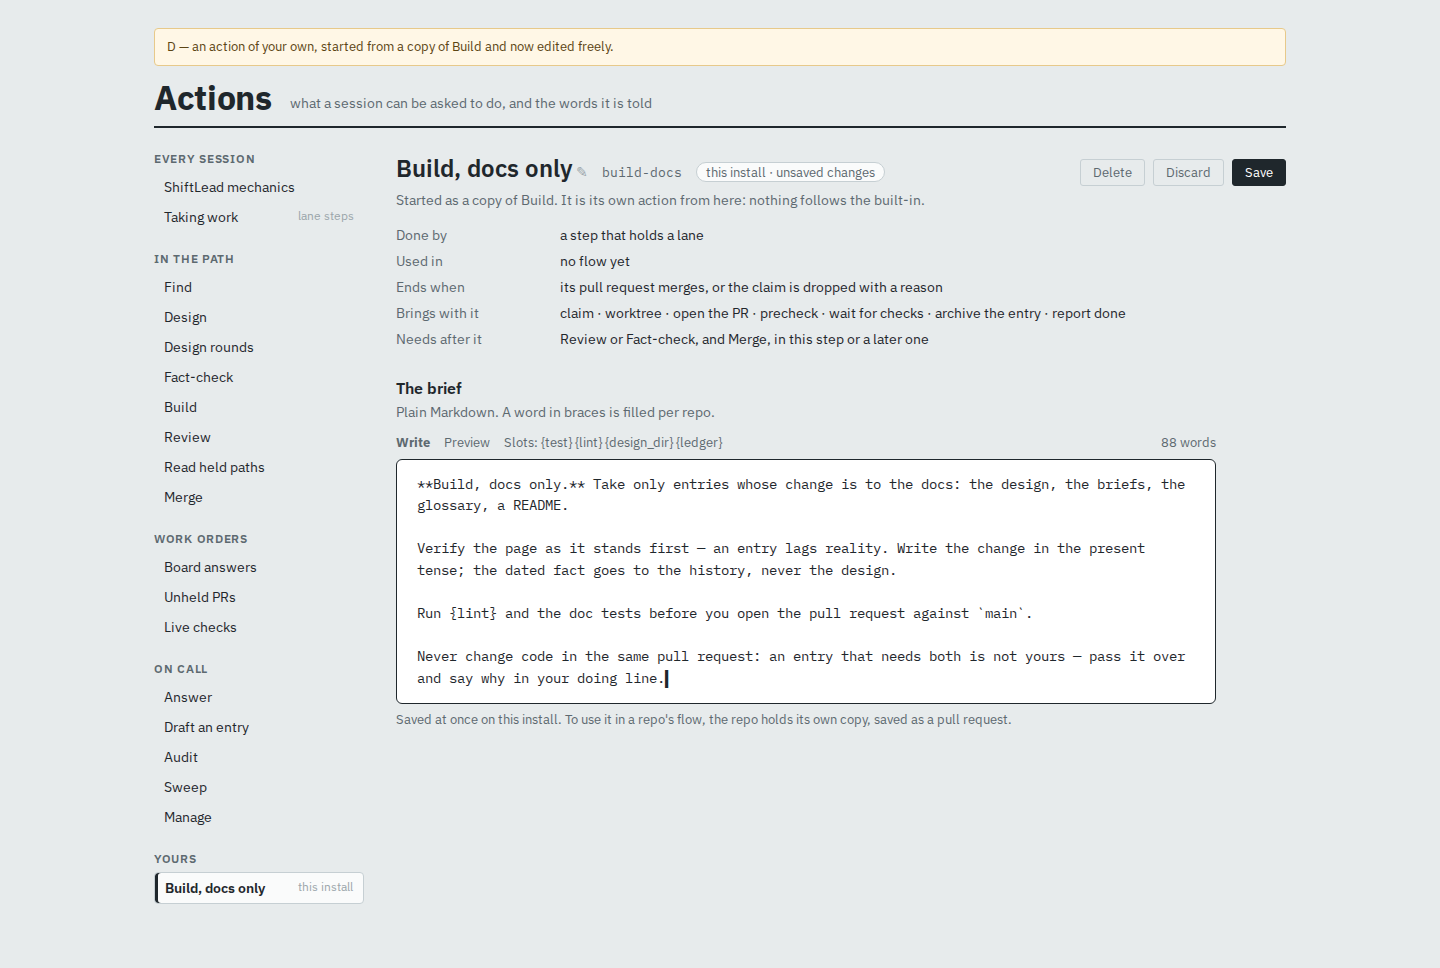 D — an action of your own, started from a copy of Build and now edited freely.
Actions what a session can be asked to do, and the words it is told
EVERY SESSION
ShiftLead mechanics
Taking work lane steps
IN THE PATH
Find
Design
Design rounds
Fact-check
Build
Review
Read held paths
Merge
WORK ORDERS
Board answers
Unheld PRs
Live checks
ON CALL
Answer
Draft an entry
Audit
Sweep
Manage
YOURS
Build, docs only this install
Build, docs only ✎ build-docs this install · unsaved changes Delete Discard Save
Started as a copy of Build. It is its own action from here: nothing follows the built-in.
Done by a step that holds a lane
Used in no flow yet
Ends when its pull request merges, or the claim is dropped with a reason
Brings with it claim · worktree · open the PR · precheck · wait for checks · archive the entry · report done
Needs after it Review or Fact-check, and Merge, in this step or a later one
The brief
Plain Markdown. A word in braces is filled per repo.
Write Preview Slots: {test} {lint} {design_dir} {ledger} 88 words
**Build, docs only.** Take only entries whose change is to the docs: the design, the briefs, the
glossary, a README.
Verify the page as it stands first — an entry lags reality. Write the change in the present
tense; the dated fact goes to the history, never the design.
Run {lint} and the doc tests before you open the pull request against `main`.
Never change code in the same pull request: an entry that needs both is not yours — pass it over
and say why in your doing line.
Saved at once on this install. To use it in a repo's flow, the repo holds its own copy, saved as a pull request.